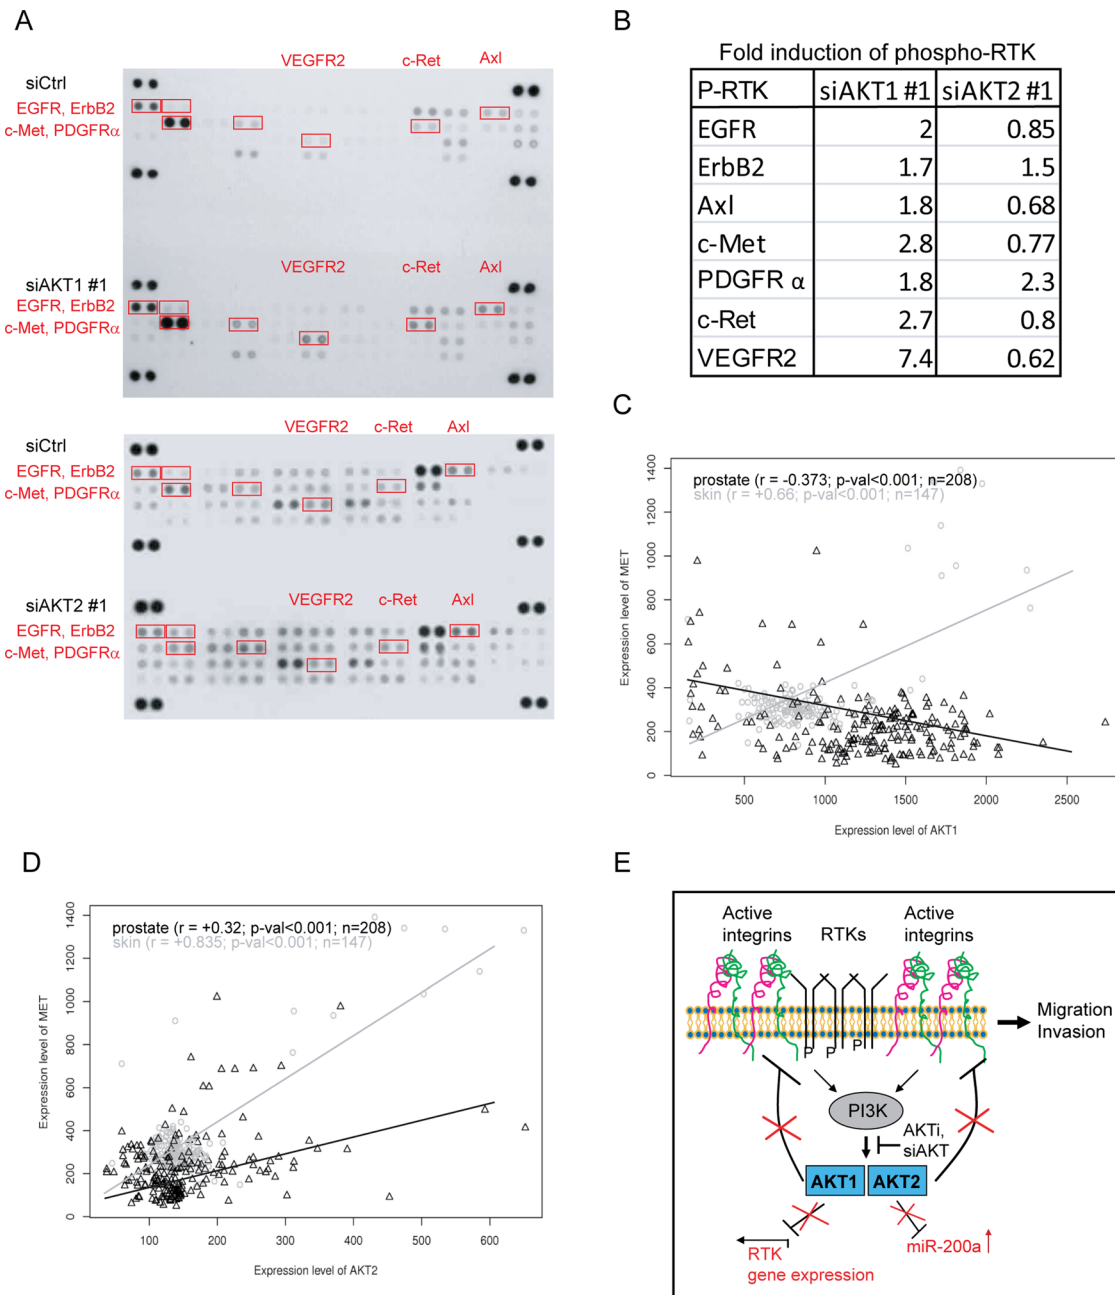 A
VEGFR2 c-Ret Axl
siCtrl
EGFR, ErbB2
c-Met, PDGFRα
VEGFR2 c-Ret Axl
siAKT1 #1
EGFR, ErbB2
c-Met, PDGFRα
VEGFR2 c-Ret Axl
siCtrl
EGFR, ErbB2
c-Met, PDGFRα
VEGFR2 c-Ret Axl
siAKT2 #1
EGFR, ErbB2
c-Met, PDGFRα
B
Fold induction of phospho-RTK
P-RTK siAKT1 #1 siAKT2 #1
EGFR 2 0.85
ErbB2 1.7 1.5
Axl 1.8 0.68
c-Met 2.8 0.77
PDGFR α 1.8 2.3
c-Ret 2.7 0.8
VEGFR2 7.4 0.62
C
prostate (r = -0.373; p-val<0.001; n=208)
skin (r = +0.66; p-val<0.001; n=147)
Expression level of MET
1400
1200
1000
800
600
400
200
0
500 1000 1500 2000 2500
Expression level of AKT1
D
prostate (r = +0.32; p-val<0.001; n=208)
skin (r = +0.835; p-val<0.001; n=147)
Expression level of MET
1400
1200
1000
800
600
400
200
0
100 200 300 400 500 600
Expression level of AKT2
E
Active
integrins
RTKs
Active
integrins
Migration
Invasion
P P P
PI3K
AKTi,
siAKT
AKT1 AKT2
RTK
gene expression
miR-200a